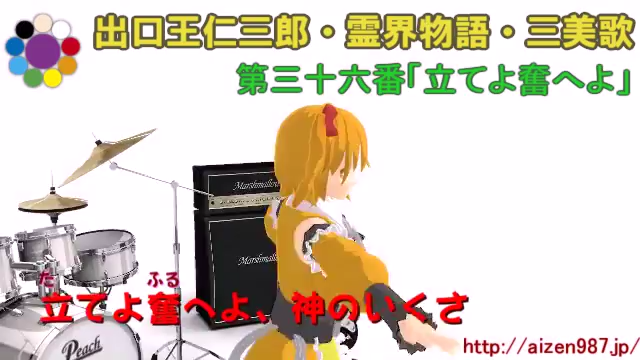 出口王仁三郎・霊界物語・三美歌
第三十六番「立てよ奮へよ」
Marshmallow
Marshmallow
た ふる
立てよ奮へよ、神のいくさ
Peach
http://aizen987.jp/